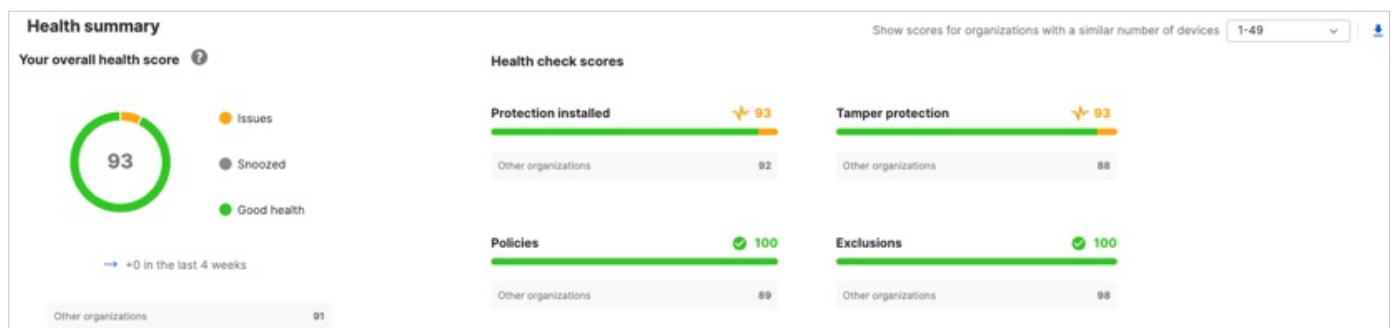 Health summary
Show scores for organizations with a similar number of devices 1-49
Your overall health score ?
Health check scores
93
Issues
Snoozed
Good health
→ +0 in the last 4 weeks
Other organizations 91
Protection installed 93
Other organizations 92
Tamper protection 93
Other organizations 88
Policies 100
Other organizations 89
Exclusions 100
Other organizations 98